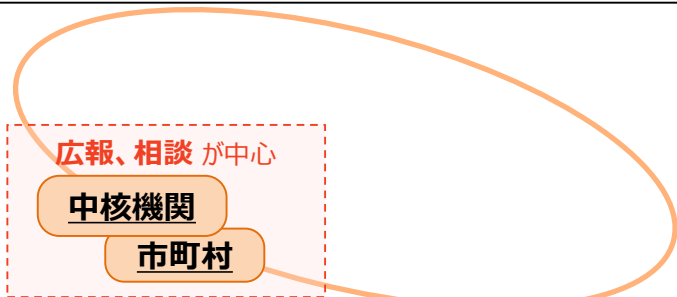 広報、相談 が中心
中核機関
市町村